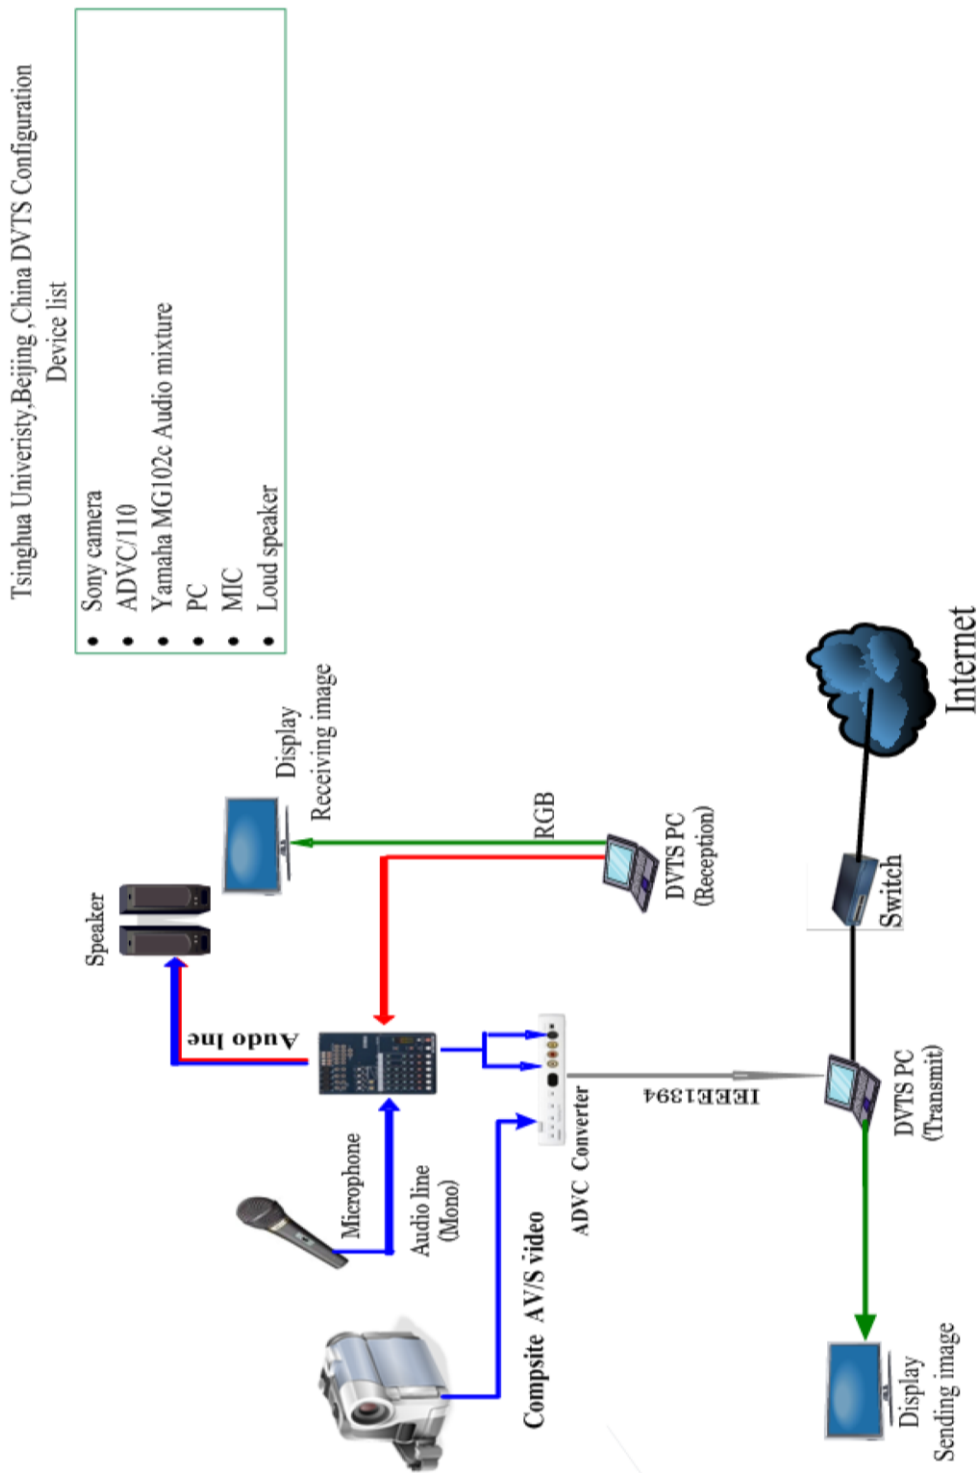 Tsinghua Univeristy,Beijing ,China DVTS Configuration
Device list
● Sony camera
● ADVC/110
● Yamaha MG102c Audio mixture
● PC
● MIC
● Loud speaker
Speaker
Display
Receiving image
Audo lne
Microphone
Audio line
(Mono)
RGB
Compsite AV/S video
ADVC Converter
DVTS PC
(Reception)
IEEE1394
Display
Sending image
DVTS PC
(Transmit)
Switch
Internet